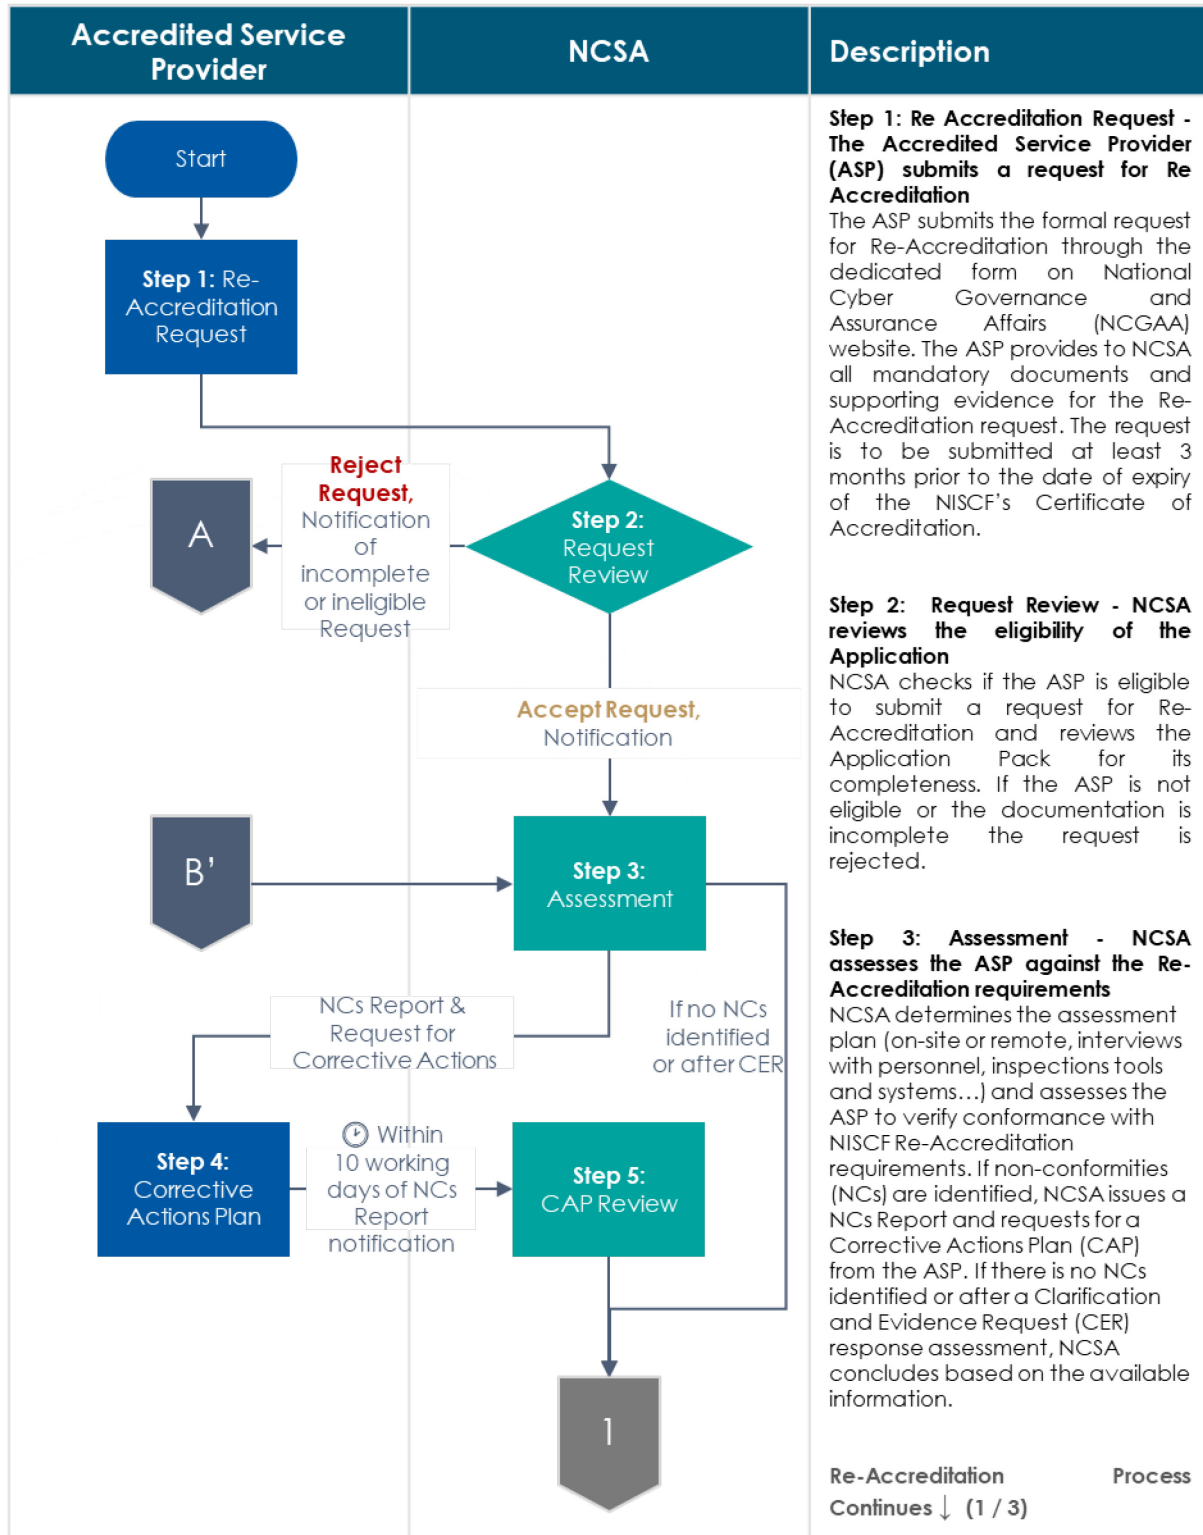 Accredited Service
Provider
NCSA
Description
Start
Step 1: Re-
Accreditation
Request
Reject
Request,
Notification
of
incomplete
or ineligible
Request
A
Step 2:
Request
Review
Accept Request,
Notification
B’
Step 3:
Assessment
NCs Report &
Request for
Corrective Actions
If no NCs
identified
or after CER
Step 4:
Corrective
Actions Plan
Within
10 working
days of NCs
Report
notification
Step 5:
CAP Review
1
Step 1: Re Accreditation Request -
The Accredited Service Provider
(ASP) submits a request for Re
Accreditation
The ASP submits the formal request
for Re-Accreditation through the
dedicated form on National
Cyber Governance and
Assurance Affairs (NCGAA)
website. The ASP provides to NCSA
all mandatory documents and
supporting evidence for the Re-
Accreditation request. The request
is to be submitted at least 3
months prior to the date of expiry
of the NISCF’s Certificate of
Accreditation.
Step 2: Request Review - NCSA
reviews the eligibility of the
Application
NCSA checks if the ASP is eligible
to submit a request for Re-
Accreditation and reviews the
Application Pack for its
completeness. If the ASP is not
eligible or the documentation is
incomplete the request is
rejected.
Step 3: Assessment - NCSA
assesses the ASP against the Re-
Accreditation requirements
NCSA determines the assessment
plan (on-site or remote, interviews
with personnel, inspections tools
and systems…) and assesses the
ASP to verify conformance with
NISCF Re-Accreditation
requirements. If non-conformities
(NCs) are identified, NCSA issues a
NCs Report and requests for a
Corrective Actions Plan (CAP)
from the ASP. If there is no NCs
identified or after a Clarification
and Evidence Request (CER)
response assessment, NCSA
concludes based on the available
information.
Re-Accreditation Process
Continues ↓ (1 / 3)